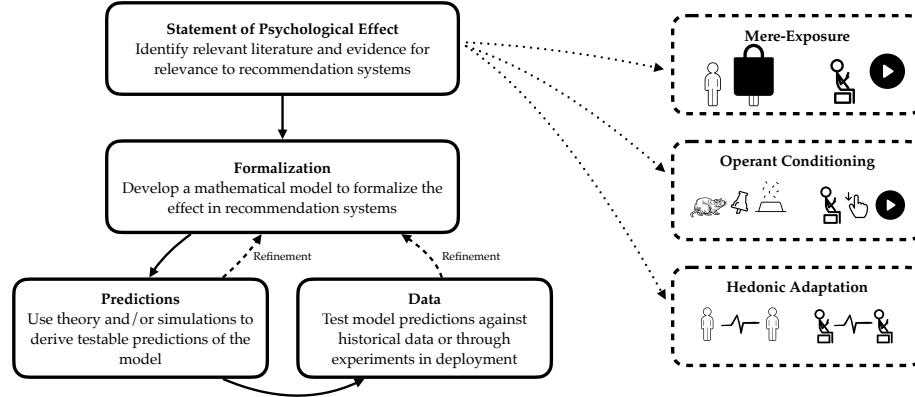 Statement of Psychological Effect
Identify relevant literature and evidence for
relevance to recommendation systems
Formalization
Develop a mathematical model to formalize the
effect in recommendation systems
Refinement
Refinement
Predictions
Use theory and/or simulations to
derive testable predictions of the
model
Data
Test model predictions against
historical data or through
experiments in deployment
Mere-Exposure
Operant Conditioning
Hedonic Adaptation